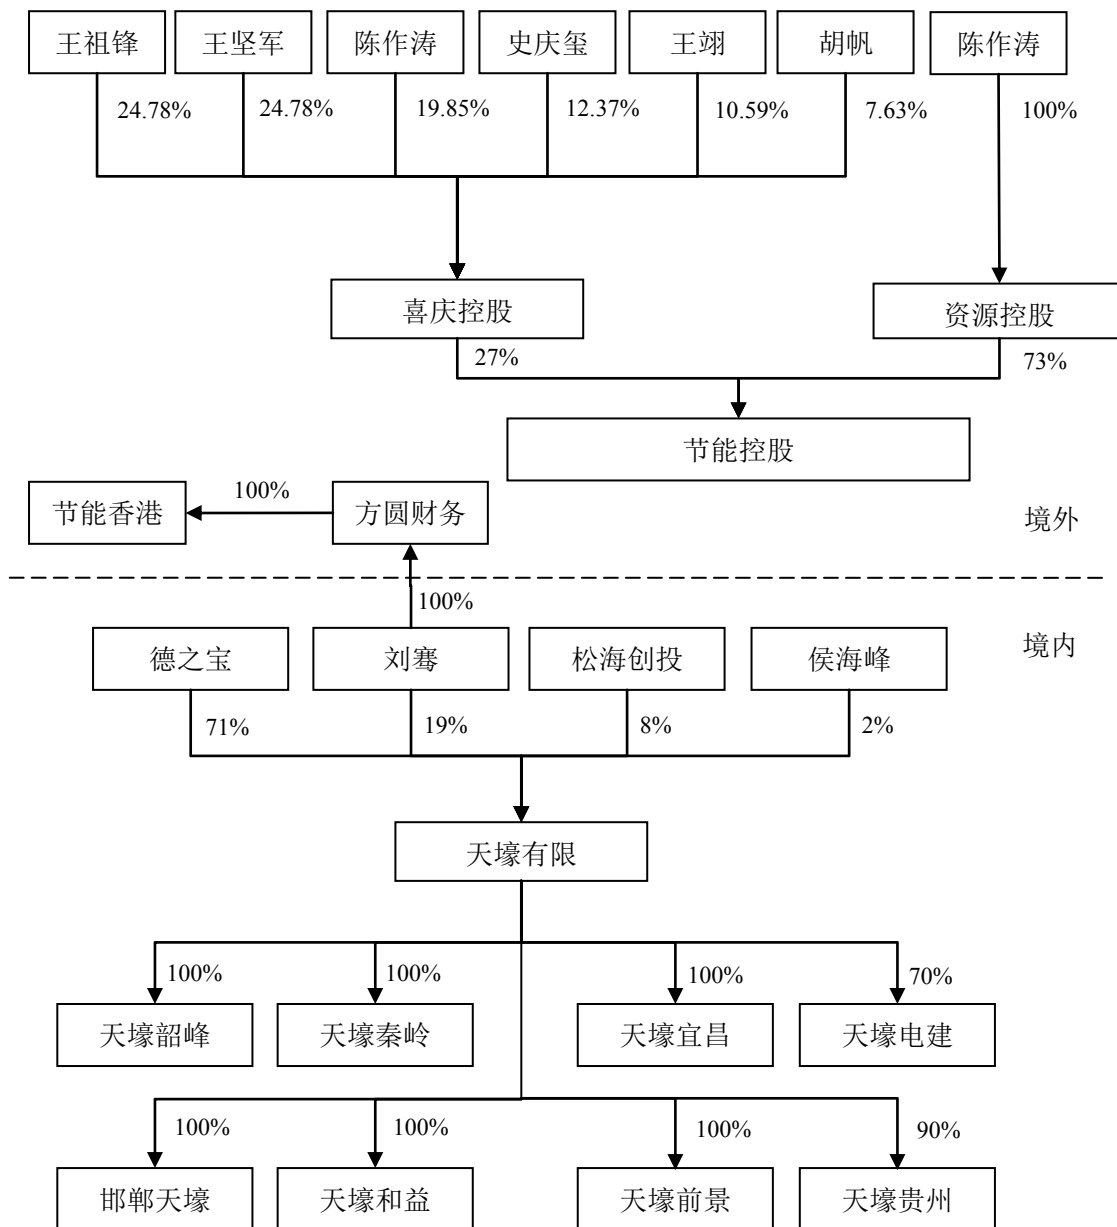 王祖锋 王坚军 陈作涛 史庆玺 王翊 胡帆 陈作涛
24.78% 24.78% 19.85% 12.37% 10.59% 7.63% 100%
喜庆控股 资源控股
27% 73%
节能控股
100%
节能香港 方圆财务 境外
100%
境内
德之宝 刘骞 松海创投 侯海峰
71% 19% 8% 2%
天壕有限
100% 100% 100% 70%
天壕韶峰 天壕秦岭 天壕宜昌 天壕电建
100% 100% 100% 90%
邯郸天壕 天壕和益 天壕前景 天壕贵州